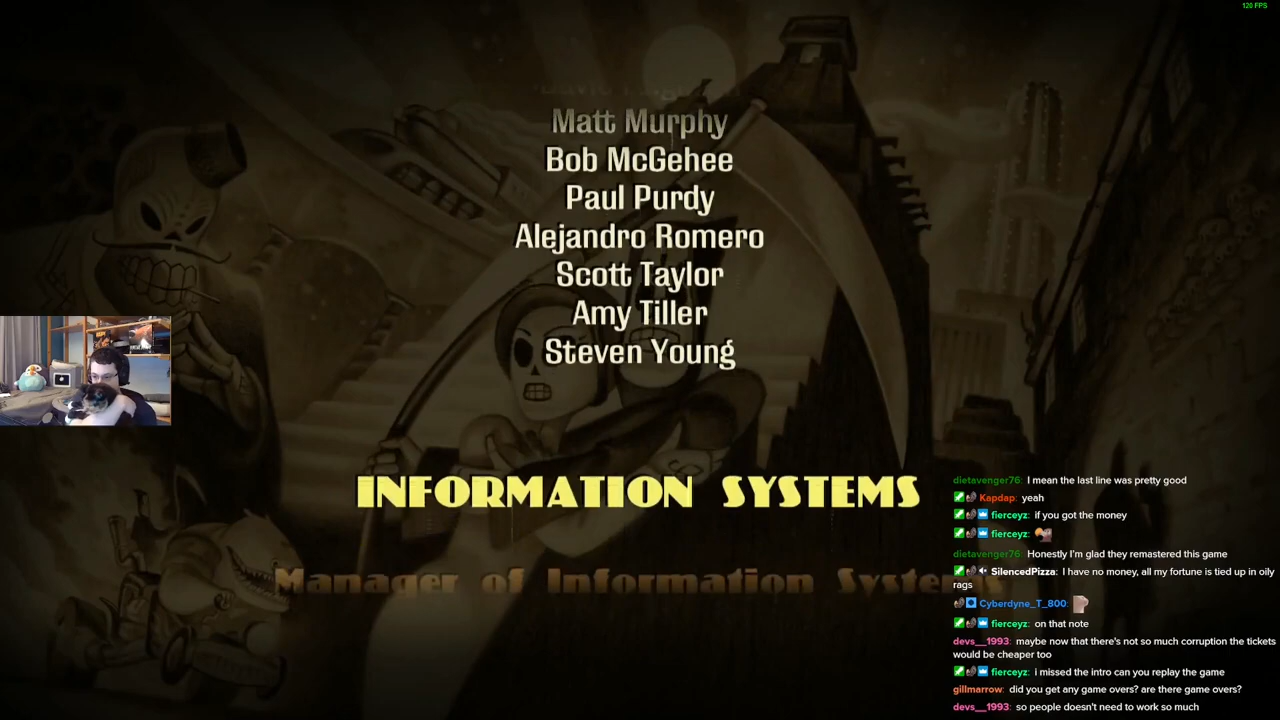 120 FPS
Matt Murphy
Bob McGehee
Paul Purdy
Alejandro Romero
Scott Taylor
Amy Tiller
Steven Young
INFORMATION SYSTEMS
Manager of Information System
dietavenger76: I mean the last line was pretty good
Kapdap: yeah
fierceyz: if you got the money
fierceyz:
dietavenger76: Honestly I'm glad they remastered this game
SilencedPizza: I have no money, all my fortune is tied up in oily
rags
Cyberdyne_T_800:
fierceyz: on that note
devs__1993: maybe now that there's not so much corruption the tickets
would be cheaper too
fierceyz: i missed the intro can you replay the game
gillmarrow: did you get any game overs? are there game overs?
devs__1993: so people doesn't need to work so much